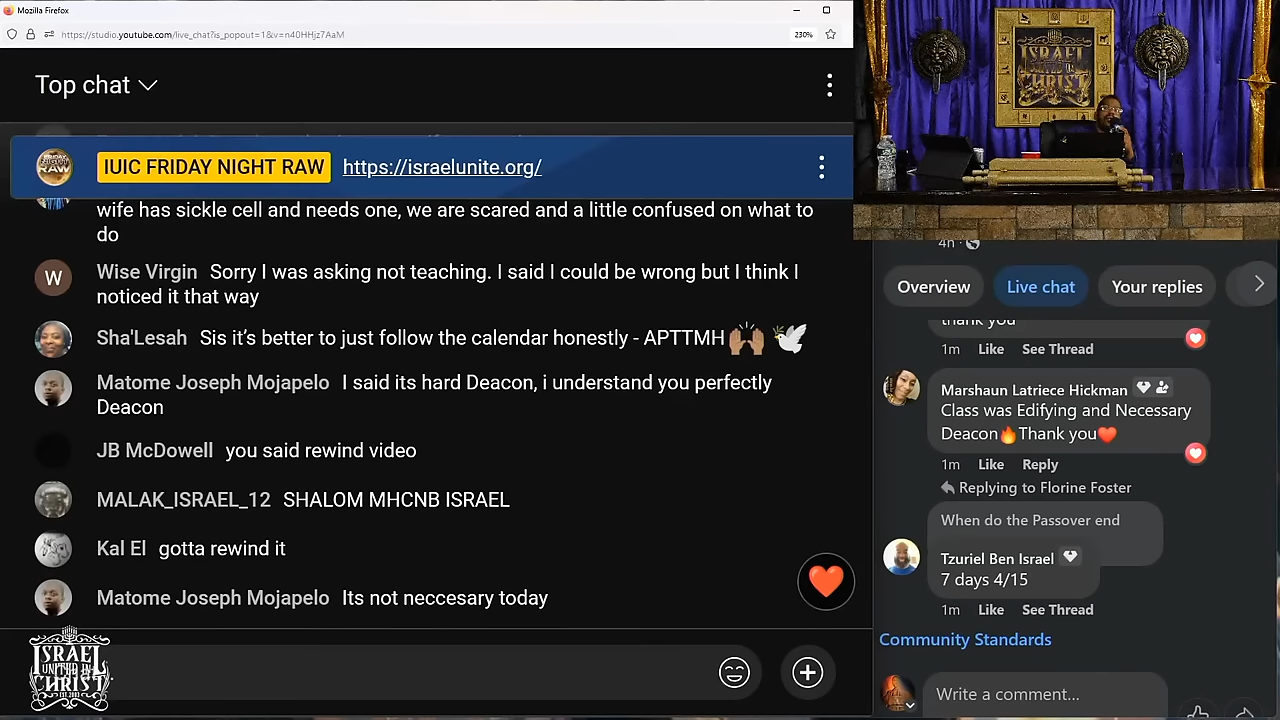 Mozilla Firefox
https://studio.youtube.com/live_chat?is_popout=1&v=n40HHjz7AaM
230%
Top chat
IUIC FRIDAY NIGHT RAW https://israelunite.org/
wife has sickle cell and needs one, we are scared and a little confused on what to
do
W
Wise Virgin Sorry I was asking not teaching. I said I could be wrong but I think I
noticed it that way
Sha'Lesah Sis it’s better to just follow the calendar honestly - APTTMH🙌🏽🕊️
Matome Joseph Mojapelo I said its hard Deacon, i understand you perfectly
Deacon
JB McDowell you said rewind video
MALAK_ISRAEL_12 SHALOM MHCNB ISRAEL
Kal El gotta rewind it
Matome Joseph Mojapelo Its not neccesary today
ISRAEL
UNITED IN
CHRIST
EST. 2003
ISRAEL
UNITED IN
CHRIST
4h
Overview
Live chat
Your replies
thank you
1m Like See Thread
Marshaun Latriece Hickman
Class was Edifying and Necessary
Deacon🔥Thank you❤️
1m Like Reply
Replying to Florine Foster
When do the Passover end
Tzuriel Ben Israel
7 days 4/15
1m Like See Thread
Community Standards
Write a comment...